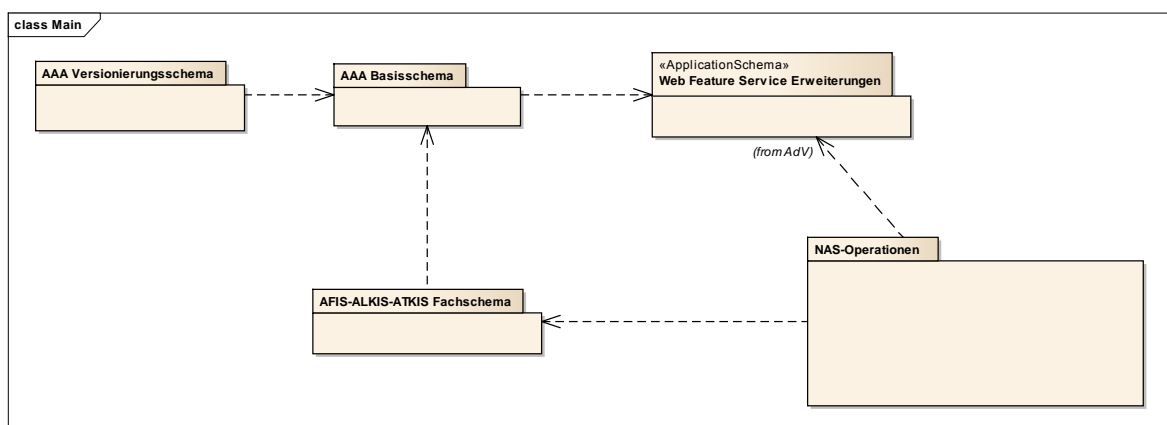 class Main
AAA Versionierungsschema
AAA Basisschema
«ApplicationSchema»
Web Feature Service Erweiterungen
(from AdV)
NAS-Operationen
AFIS-ALKIS-ATKIS Fachschema